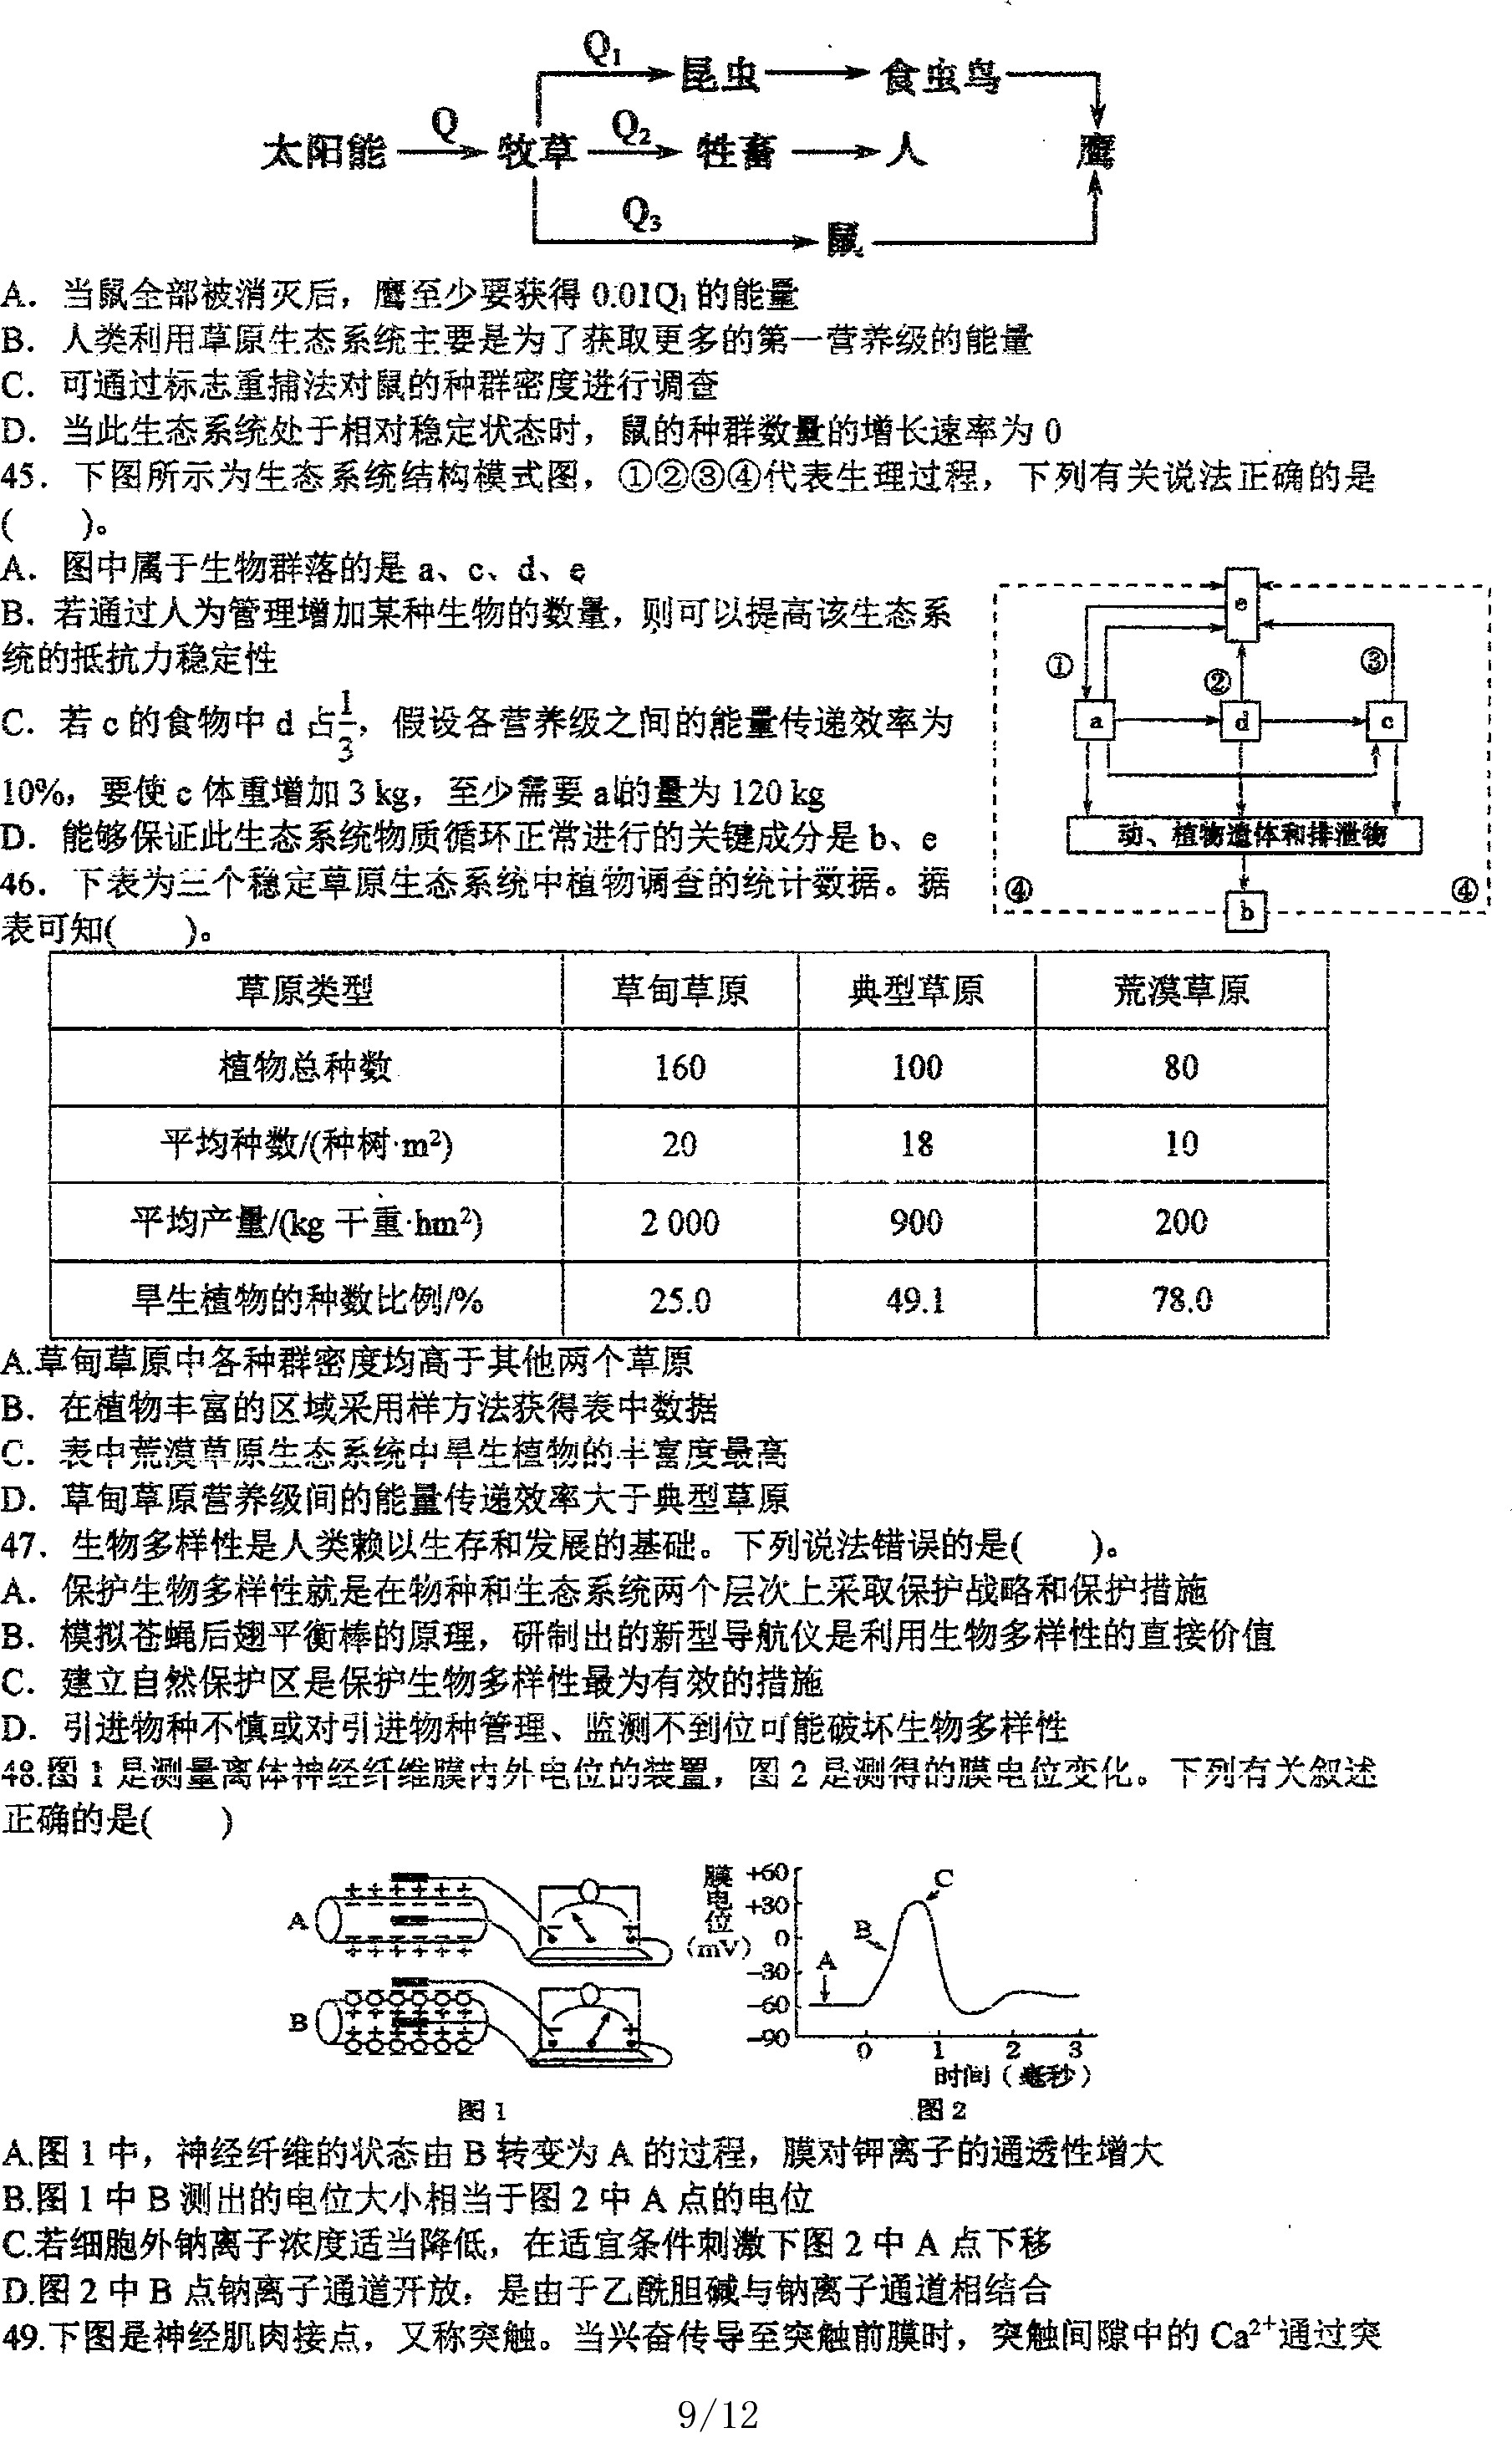 Q₁ 昆虫 食虫鸟
太阳能 Q 牧草 Q₂ 牲畜 人 鹰
Q₃ 鼠
A. 当鼠全部被消灭后，鹰至少要获得 0.01Q₁ 的能量
B. 人类利用草原生态系统主要是为了获取更多的第一营养级的能量
C. 可通过标志重捕法对鼠的种群密度进行调查
D. 当此生态系统处于相对稳定状态时，鼠的种群数量的增长速率为 0
45. 下图所示为生态系统结构模式图，①②③④代表生理过程，下列有关说法正确的是
( )。
A. 图中属于生物群落的是 a、c、d、e
B. 若通过人为管理增加某种生物的数量，则可以提高该生态系
统的抵抗力稳定性
C. 若 c 的食物中 d 占1/3，假设各营养级之间的能量传递效率为
10%，要使 c 体重增加 3 kg，至少需要 a 的量为 120 kg
D. 能够保证此生态系统物质循环正常进行的关键成分是 b、e
e
① ② ③
a d c
动、植物遗体和排泄物
④ b ④
46. 下表为三个稳定草原生态系统中植物调查的统计数据。据
表可知( )。
草原类型 草甸草原 典型草原 荒漠草原
植物总种数 160 100 80
平均种数/(种树·m²) 20 18 10
平均产量/(kg 干重·hm²) 2 000 900 200
旱生植物的种数比例/% 25.0 49.1 78.0
A.草甸草原中各种群密度均高于其他两个草原
B. 在植物丰富的区域采用样方法获得表中数据
C. 表中荒漠草原生态系统中旱生植物的丰富度最高
D. 草甸草原营养级间的能量传递效率大于典型草原
47. 生物多样性是人类赖以生存和发展的基础。下列说法错误的是( )。
A. 保护生物多样性就是在物种和生态系统两个层次上采取保护战略和保护措施
B. 模拟苍蝇后翅平衡棒的原理，研制出的新型导航仪是利用生物多样性的直接价值
C. 建立自然保护区是保护生物多样性最为有效的措施
D. 引进物种不慎或对引进物种管理、监测不到位可能破坏生物多样性
48.图 1 是测量离体神经纤维膜内外电位的装置，图 2 是测得的膜电位变化。下列有关叙述
正确的是( )
A
B
图 1
膜电位(mV)
+60
+30
0
−30
−60
−90
A B C
0 1 2 3
时间（毫秒）
图 2
A.图 1 中，神经纤维的状态由 B 转变为 A 的过程，膜对钾离子的通透性增大
B.图 1 中 B 测出的电位大小相当于图 2 中 A 点的电位
C.若细胞外钠离子浓度适当降低，在适宜条件刺激下图 2 中 A 点下移
D.图 2 中 B 点钠离子通道开放，是由于乙酰胆碱与钠离子通道相结合
49.下图是神经肌肉接点，又称突触。当兴奋传导至突触前膜时，突触间隙中的 Ca²⁺通过突
9/12